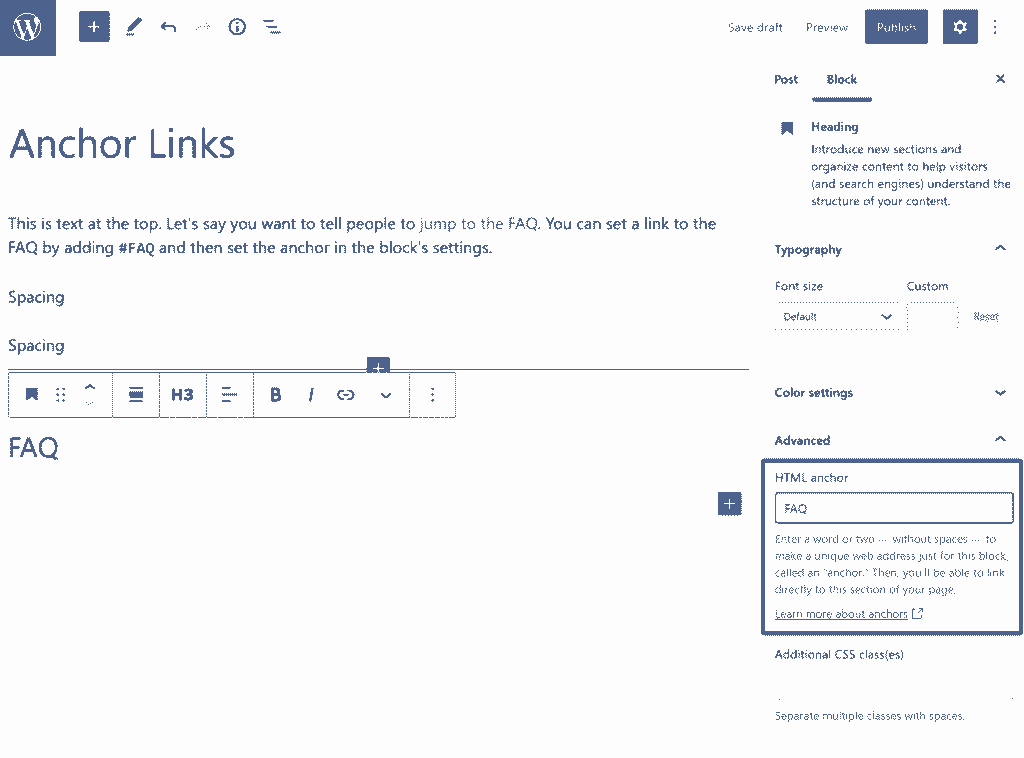 Save draft Preview Publish
Post Block
Heading
Introduce new sections and
organize content to help visitors
(and search engines) understand the
structure of your content.
Anchor Links
This is text at the top. Let's say you want to tell people to jump to the FAQ. You can set a link to the
FAQ by adding #FAQ and then set the anchor in the block's settings.
Spacing
Spacing
H3 B I
FAQ
Typography
Font size Custom
Default Reset
Color settings
Advanced
HTML anchor
FAQ
Enter a word or two — without spaces — to
make a unique web address just for this block,
called an "anchor." Then, you'll be able to link
directly to this section of your page.
Learn more about anchors
Additional CSS class(es)
Separate multiple classes with spaces.